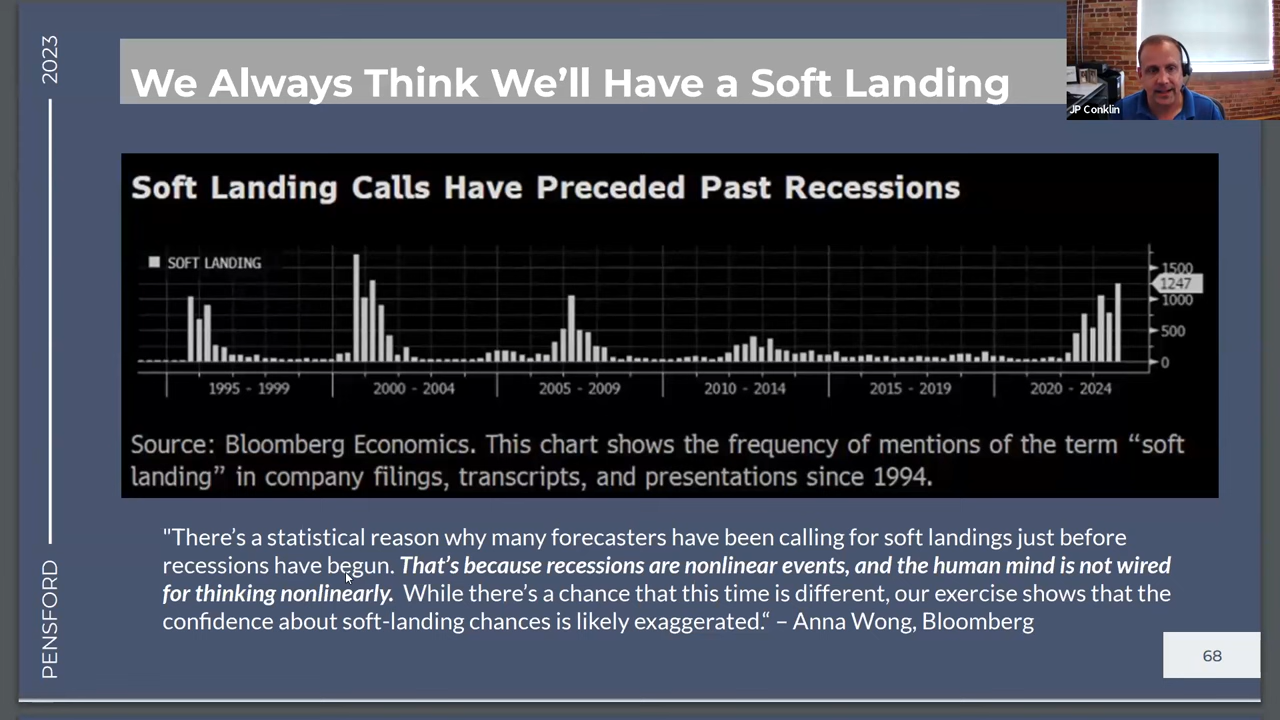 2023
PENSFORD
We Always Think We’ll Have a Soft Landing
JP Conklin
Soft Landing Calls Have Preceded Past Recessions
SOFT LANDING
1500
1247
1000
500
0
1995 - 1999
2000 - 2004
2005 - 2009
2010 - 2014
2015 - 2019
2020 - 2024
Source: Bloomberg Economics. This chart shows the frequency of mentions of the term “soft
landing” in company filings, transcripts, and presentations since 1994.
"There’s a statistical reason why many forecasters have been calling for soft landings just before
recessions have begun. That’s because recessions are nonlinear events, and the human mind is not wired
for thinking nonlinearly. While there’s a chance that this time is different, our exercise shows that the
confidence about soft-landing chances is likely exaggerated.“ – Anna Wong, Bloomberg
68